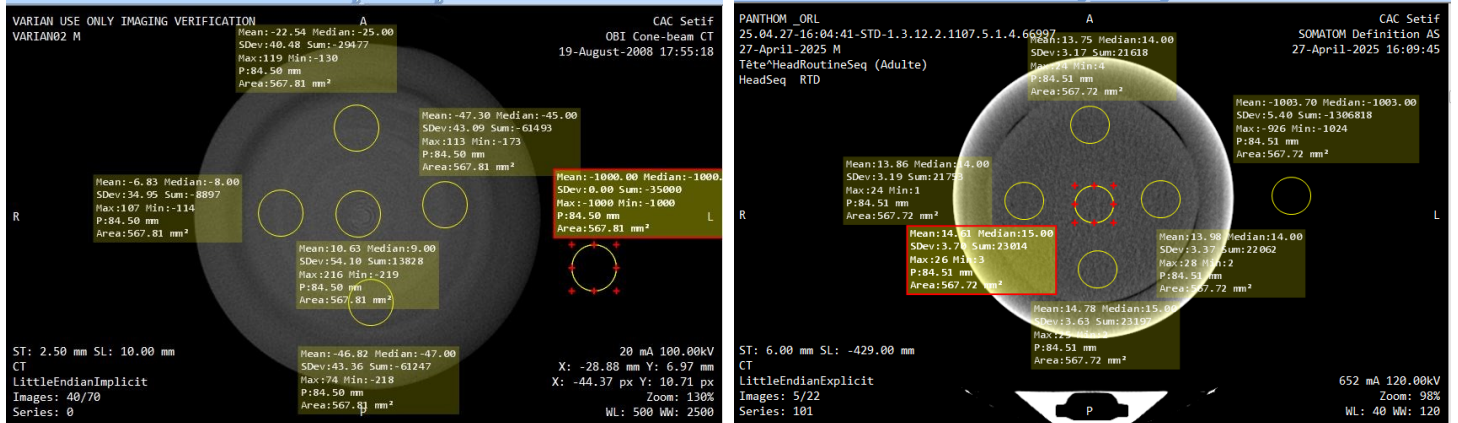 VARIAN USE ONLY IMAGING VERIFICATION
VARIAN02 M
A
CAC Setif
OBI Cone-beam CT
19-August-2008 17:55:18
Mean:-22.54 Median:-25.00
SDev:40.48 Sum:-29477
Max:119 Min:-130
P:84.50 mm
Area:567.81 mm²
Mean:-47.30 Median:-45.00
SDev:43.09 Sum:-61493
Max:113 Min:-173
P:84.50 mm
Area:567.81 mm²
Mean:-6.83 Median:-8.00
SDev:34.95 Sum:-8897
Max:107 Min:-114
P:84.50 mm
Area:567.81 mm²
Mean:-1000.00 Median:-1000.
SDev:0.00 Sum:-35000
Max:-1000 Min:-1000
P:84.50 mm
Area:567.81 mm²
R
L
Mean:10.63 Median:9.00
SDev:54.10 Sum:13828
Max:216 Min:-219
P:84.50 mm
Area:567.81 mm²
Mean:-46.82 Median:-47.00
SDev:43.36 Sum:-61247
Max:74 Min:-218
P:84.50 mm
Area:567.81 mm²
P
ST: 2.50 mm SL: 10.00 mm
CT
LittleEndianImplicit
Images: 40/70
Series: 0
20 mA 100.00kV
X: -28.88 mm Y: 6.97 mm
X: -44.37 px Y: 10.71 px
Zoom: 130%
WL: 500 WW: 2500
PANTHOM _ORL
25.04.27-16:04:41-STD-1.3.12.2.1107.5.1.4.66997
27-April-2025 M
Tête^HeadRoutineSeq (Adulte)
HeadSeq RTD
A
CAC Setif
SOMATOM Definition AS
27-April-2025 16:09:45
Mean:13.75 Median:14.00
SDev:3.17 Sum:21618
Max:24 Min:4
P:84.51 mm
Area:567.72 mm²
Mean:-1003.70 Median:-1003.00
SDev:5.40 Sum:-1306818
Max:-926 Min:-1024
P:84.51 mm
Area:567.72 mm²
Mean:13.86 Median:14.00
SDev:3.19 Sum:21753
Max:24 Min:1
P:84.51 mm
Area:567.72 mm²
R
L
Mean:14.61 Median:15.00
SDev:3.70 Sum:23014
Max:26 Min:3
P:84.51 mm
Area:567.72 mm²
Mean:13.98 Median:14.00
SDev:3.37 Sum:22062
Max:28 Min:2
P:84.51 mm
Area:567.72 mm²
Mean:14.78 Median:15.00
SDev:3.63 Sum:23197
P:84.51 mm
Area:567.72 mm²
P
ST: 6.00 mm SL: -429.00 mm
CT
LittleEndianExplicit
Images: 5/22
Series: 101
652 mA 120.00kV
Zoom: 98%
WL: 40 WW: 120